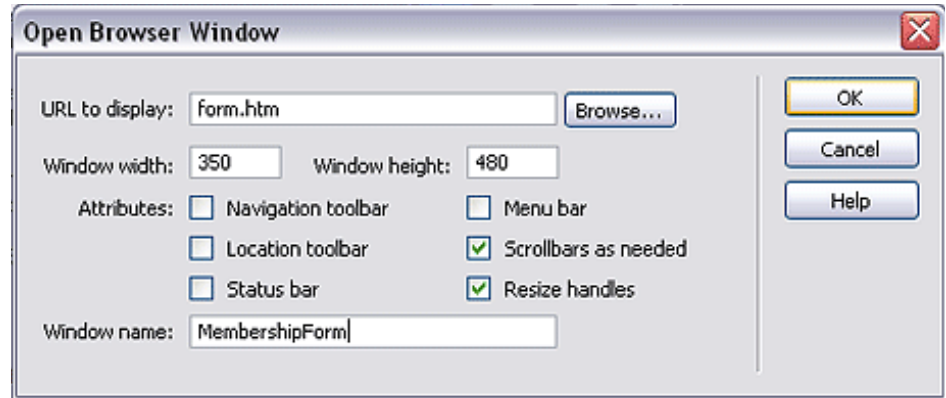 Open Browser Window
URL to display: form.htm Browse... OK
Window width: 350 Window height: 480 Cancel
Attributes: Navigation toolbar Menu bar Help
Location toolbar Scrollbars as needed
Status bar Resize handles
Window name: MembershipForm